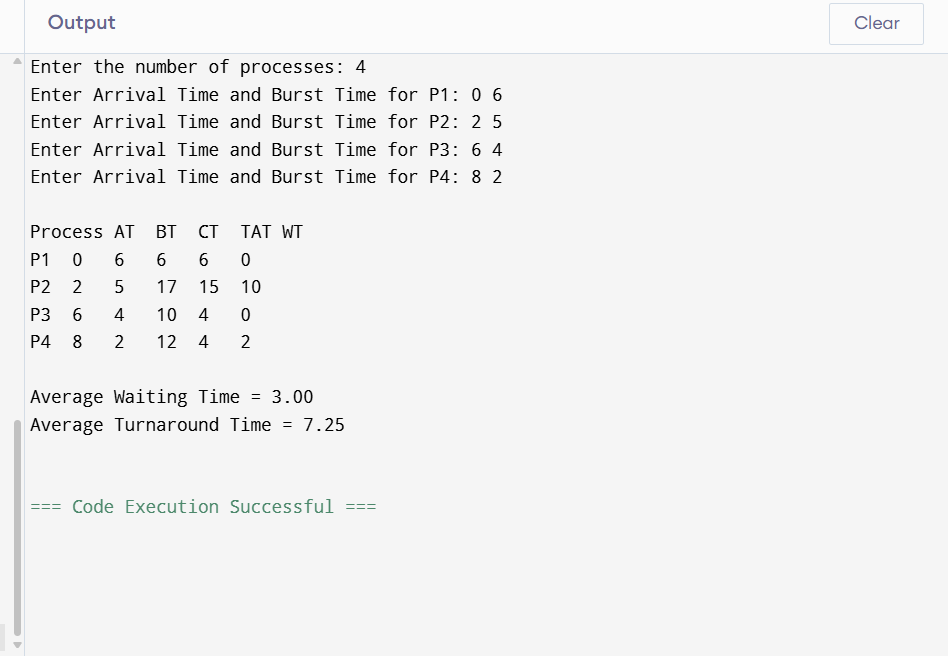 Output
Clear
Enter the number of processes: 4
Enter Arrival Time and Burst Time for P1: 0 6
Enter Arrival Time and Burst Time for P2: 2 5
Enter Arrival Time and Burst Time for P3: 6 4
Enter Arrival Time and Burst Time for P4: 8 2
Process AT  BT  CT  TAT WT
P1  0   6   6   6   0
P2  2   5   17  15  10
P3  6   4   10  4   0
P4  8   2   12  4   2
Average Waiting Time = 3.00
Average Turnaround Time = 7.25
=== Code Execution Successful ===